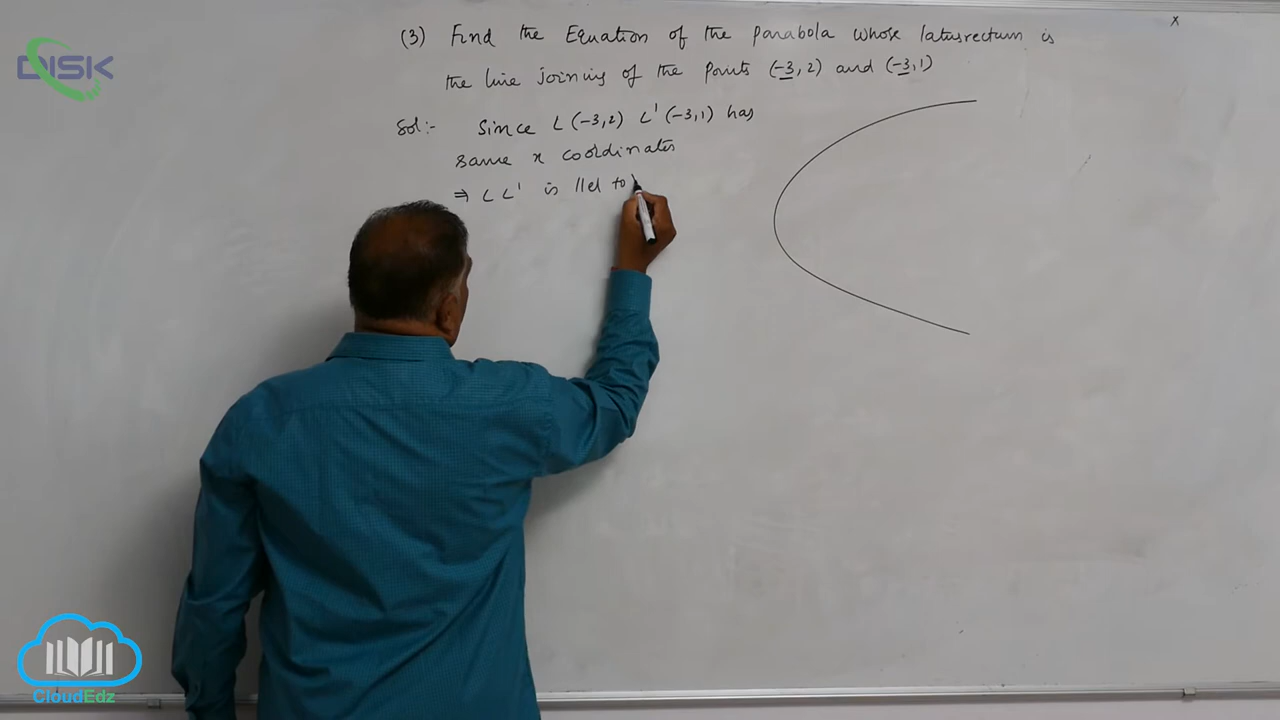 DISK
x
(3) Find the Equation of the parabola whose latusrectum is
the line joining of the points (-3, 2) and (-3, 1)
Sol:- Since L(-3,2) L'(-3,1) has
same x coordinates
⇒ LL' is ||el to
CloudEdz